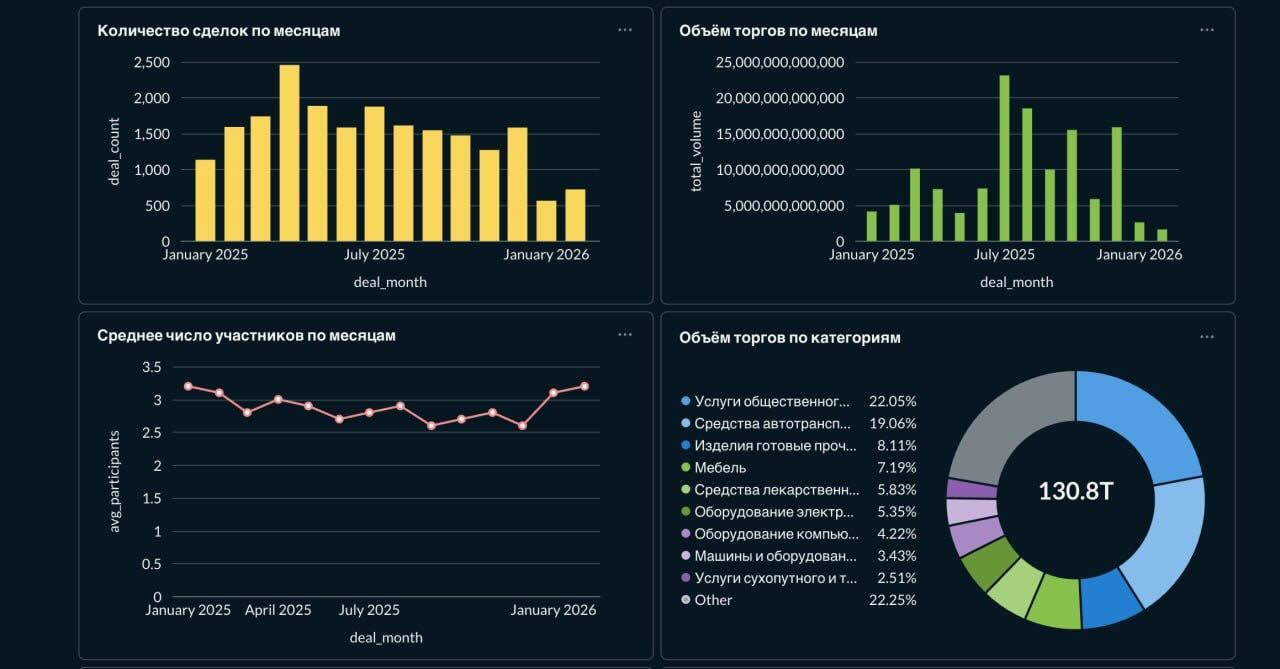 Количество сделок по месяцам
2,500
2,000
1,500
1,000
500
0
deal_count
January 2025
July 2025
January 2026
deal_month
Объём торгов по месяцам
25,000,000,000,000
20,000,000,000,000
15,000,000,000,000
10,000,000,000,000
5,000,000,000,000
0
total_volume
January 2025
July 2025
January 2026
deal_month
Среднее число участников по месяцам
3.5
3
2.5
2
1.5
1
0.5
0
avg_participants
January 2025
April 2025
July 2025
January 2026
deal_month
Объём торгов по категориям
Услуги общественног... 22.05%
Средства автотрансп... 19.06%
Изделия готовые проч... 8.11%
Мебель 7.19%
Средства лекарственн... 5.83%
Оборудование электр... 5.35%
Оборудование компью... 4.22%
Машины и оборудован... 3.43%
Услуги сухопутного и т... 2.51%
Other 22.25%
130.8T